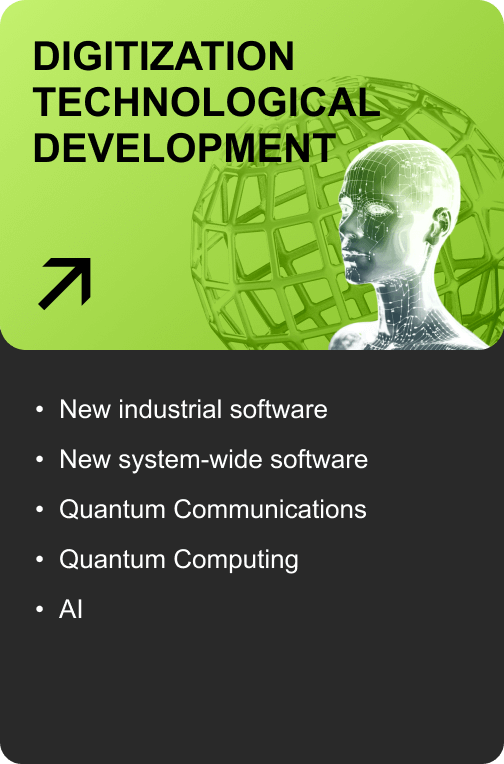 DIGITIZATION
TECHNOLOGICAL
DEVELOPMENT
• New industrial software
• New system-wide software
• Quantum Communications
• Quantum Computing
• AI